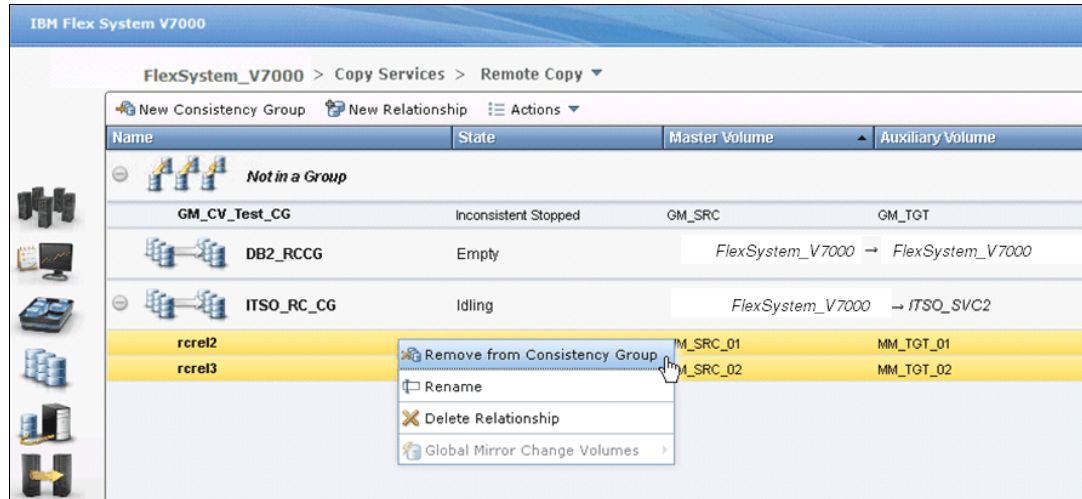 IBM Flex System V7000
FlexSystem_V7000 > Copy Services > Remote Copy
New Consistency Group New Relationship Actions
Name State Master Volume Auxiliary Volume
Not in a Group
GM_CV_Test_CG Inconsistent Stopped GM_SRC GM_TGT
DB2_RCCG Empty FlexSystem_V7000 → FlexSystem_V7000
ITSO_RC_CG Idling FlexSystem_V7000 → ITSO_SVC2
rcrel2 M_SRC_01 MM_TGT_01
rcrel3 M_SRC_02 MM_TGT_02
Remove from Consistency Group
Rename
Delete Relationship
Global Mirror Change Volumes